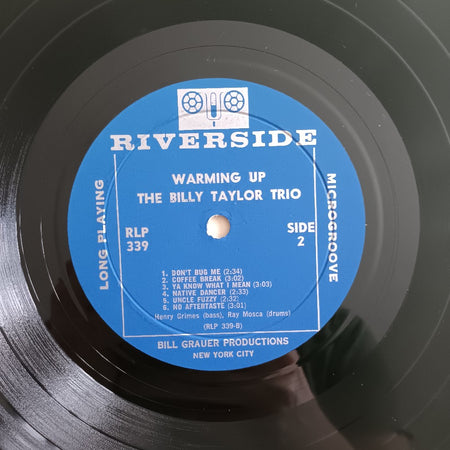 RIVERSIDE
WARMING UP
THE BILLY TAYLOR TRIO
LONG PLAYING
MICROGROOVE
RLP
339
SIDE
2
1. DON'T BUG ME (2:34)
2. COFFEE BREAK (3:02)
3. YA KNOW WHAT I MEAN (3:03)
4. NATIVE DANCER (2:33)
5. UNCLE FUZZY (2:32)
6. NO AFTERTASTE (3:01)
Henry Grimes (bass), Ray Mosca (drums)
(RLP 339-B)
BILL GRAUER PRODUCTIONS
NEW YORK CITY